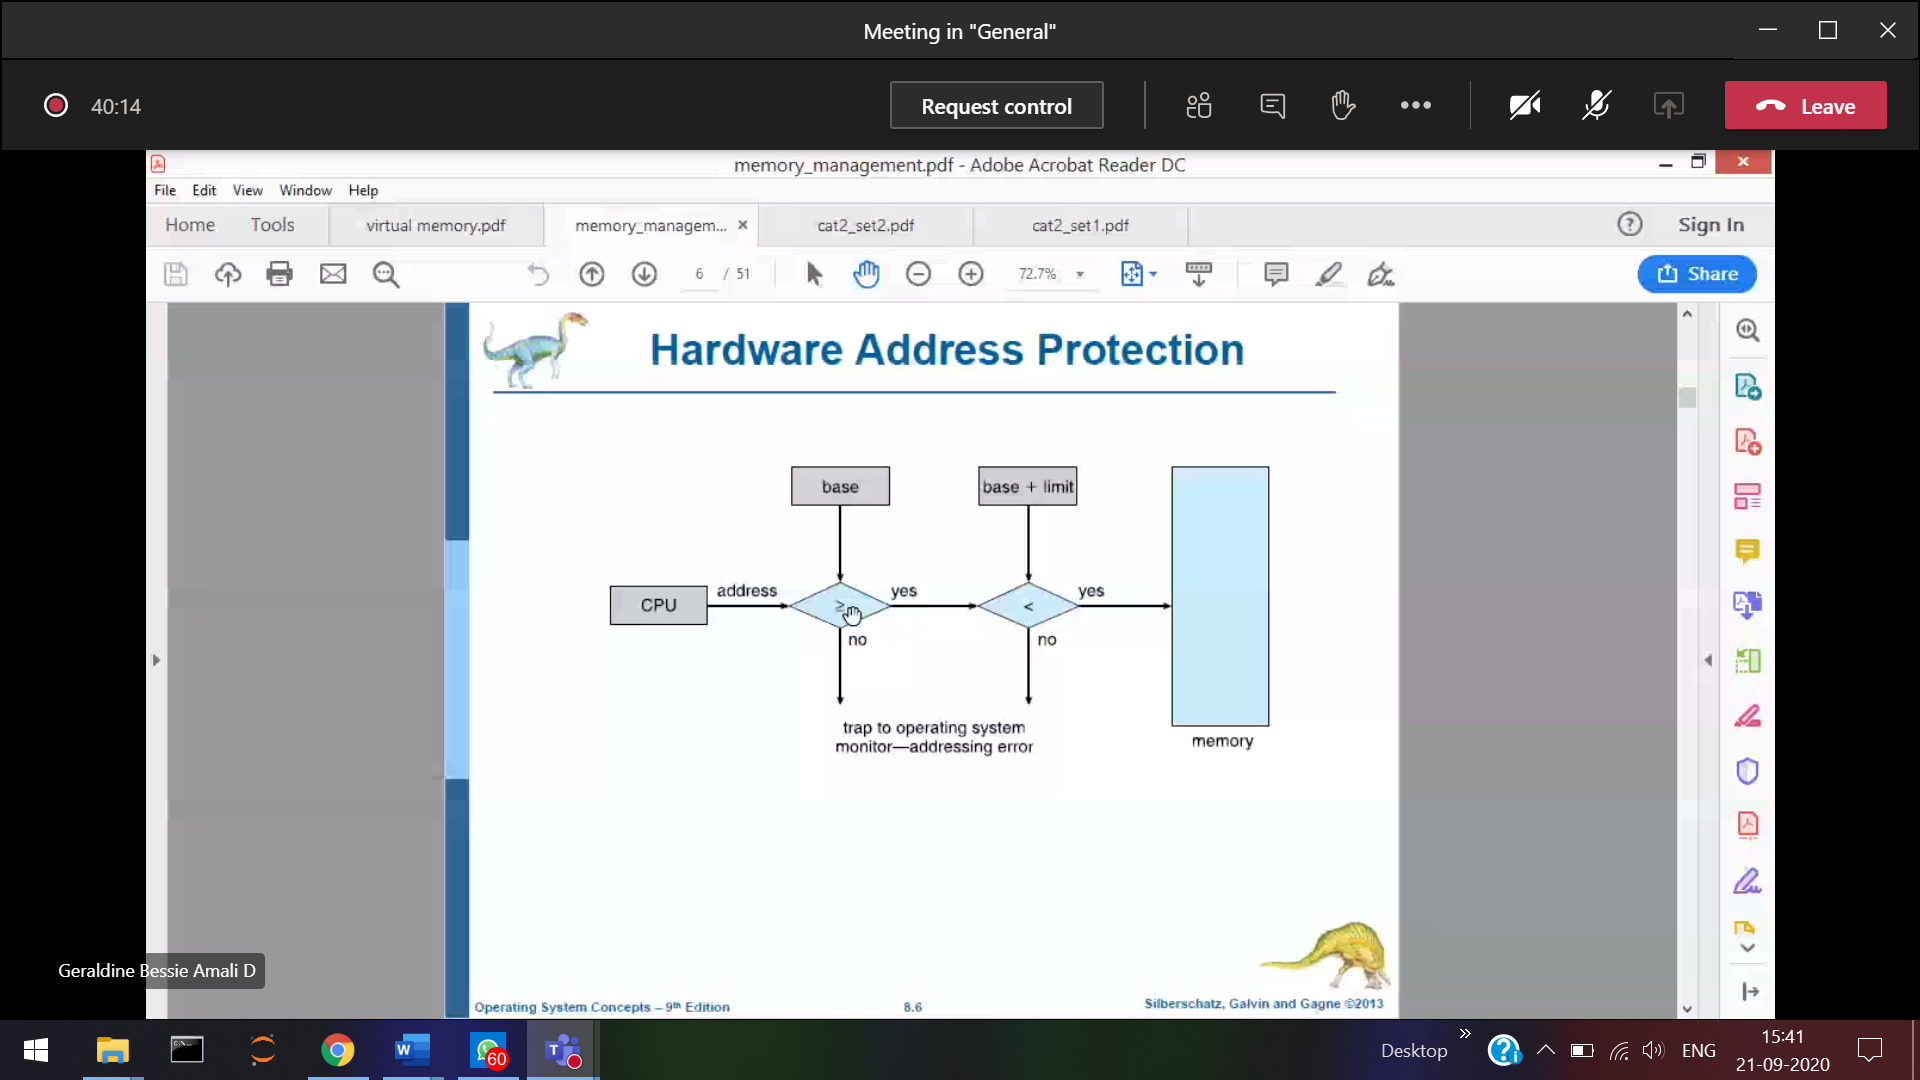 Meeting in "General"
40:14
Request control
Leave
memory_management.pdf - Adobe Acrobat Reader DC
File Edit View Window Help
Home Tools virtual memory.pdf memory_managem... cat2_set2.pdf cat2_set1.pdf Sign In
6 / 51 72.7% Share
Hardware Address Protection
base base + limit
CPU address ≥ yes < yes
no no
trap to operating system
monitor—addressing error
memory
Geraldine Bessie Amali D
Operating System Concepts – 9th Edition 8.6 Silberschatz, Galvin and Gagne ©2013
W 60 T Desktop » ENG 15:41
21-09-2020